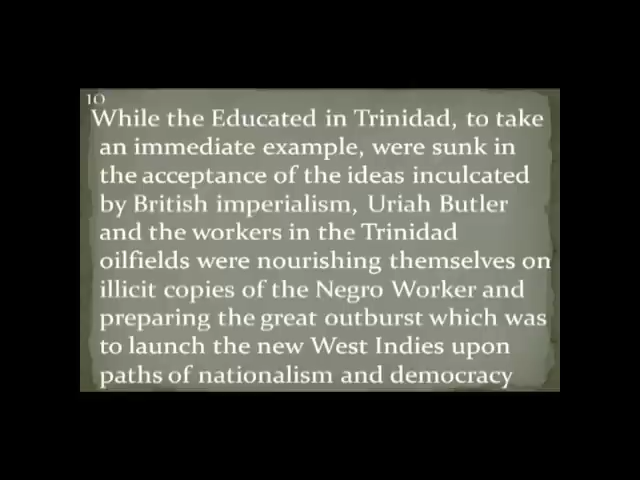 10
While the Educated in Trinidad, to take
an immediate example, were sunk in
the acceptance of the ideas inculcated
by British imperialism, Uriah Butler
and the workers in the Trinidad
oilfields were nourishing themselves on
illicit copies of the Negro Worker and
preparing the great outburst which was
to launch the new West Indies upon
paths of nationalism and democracy